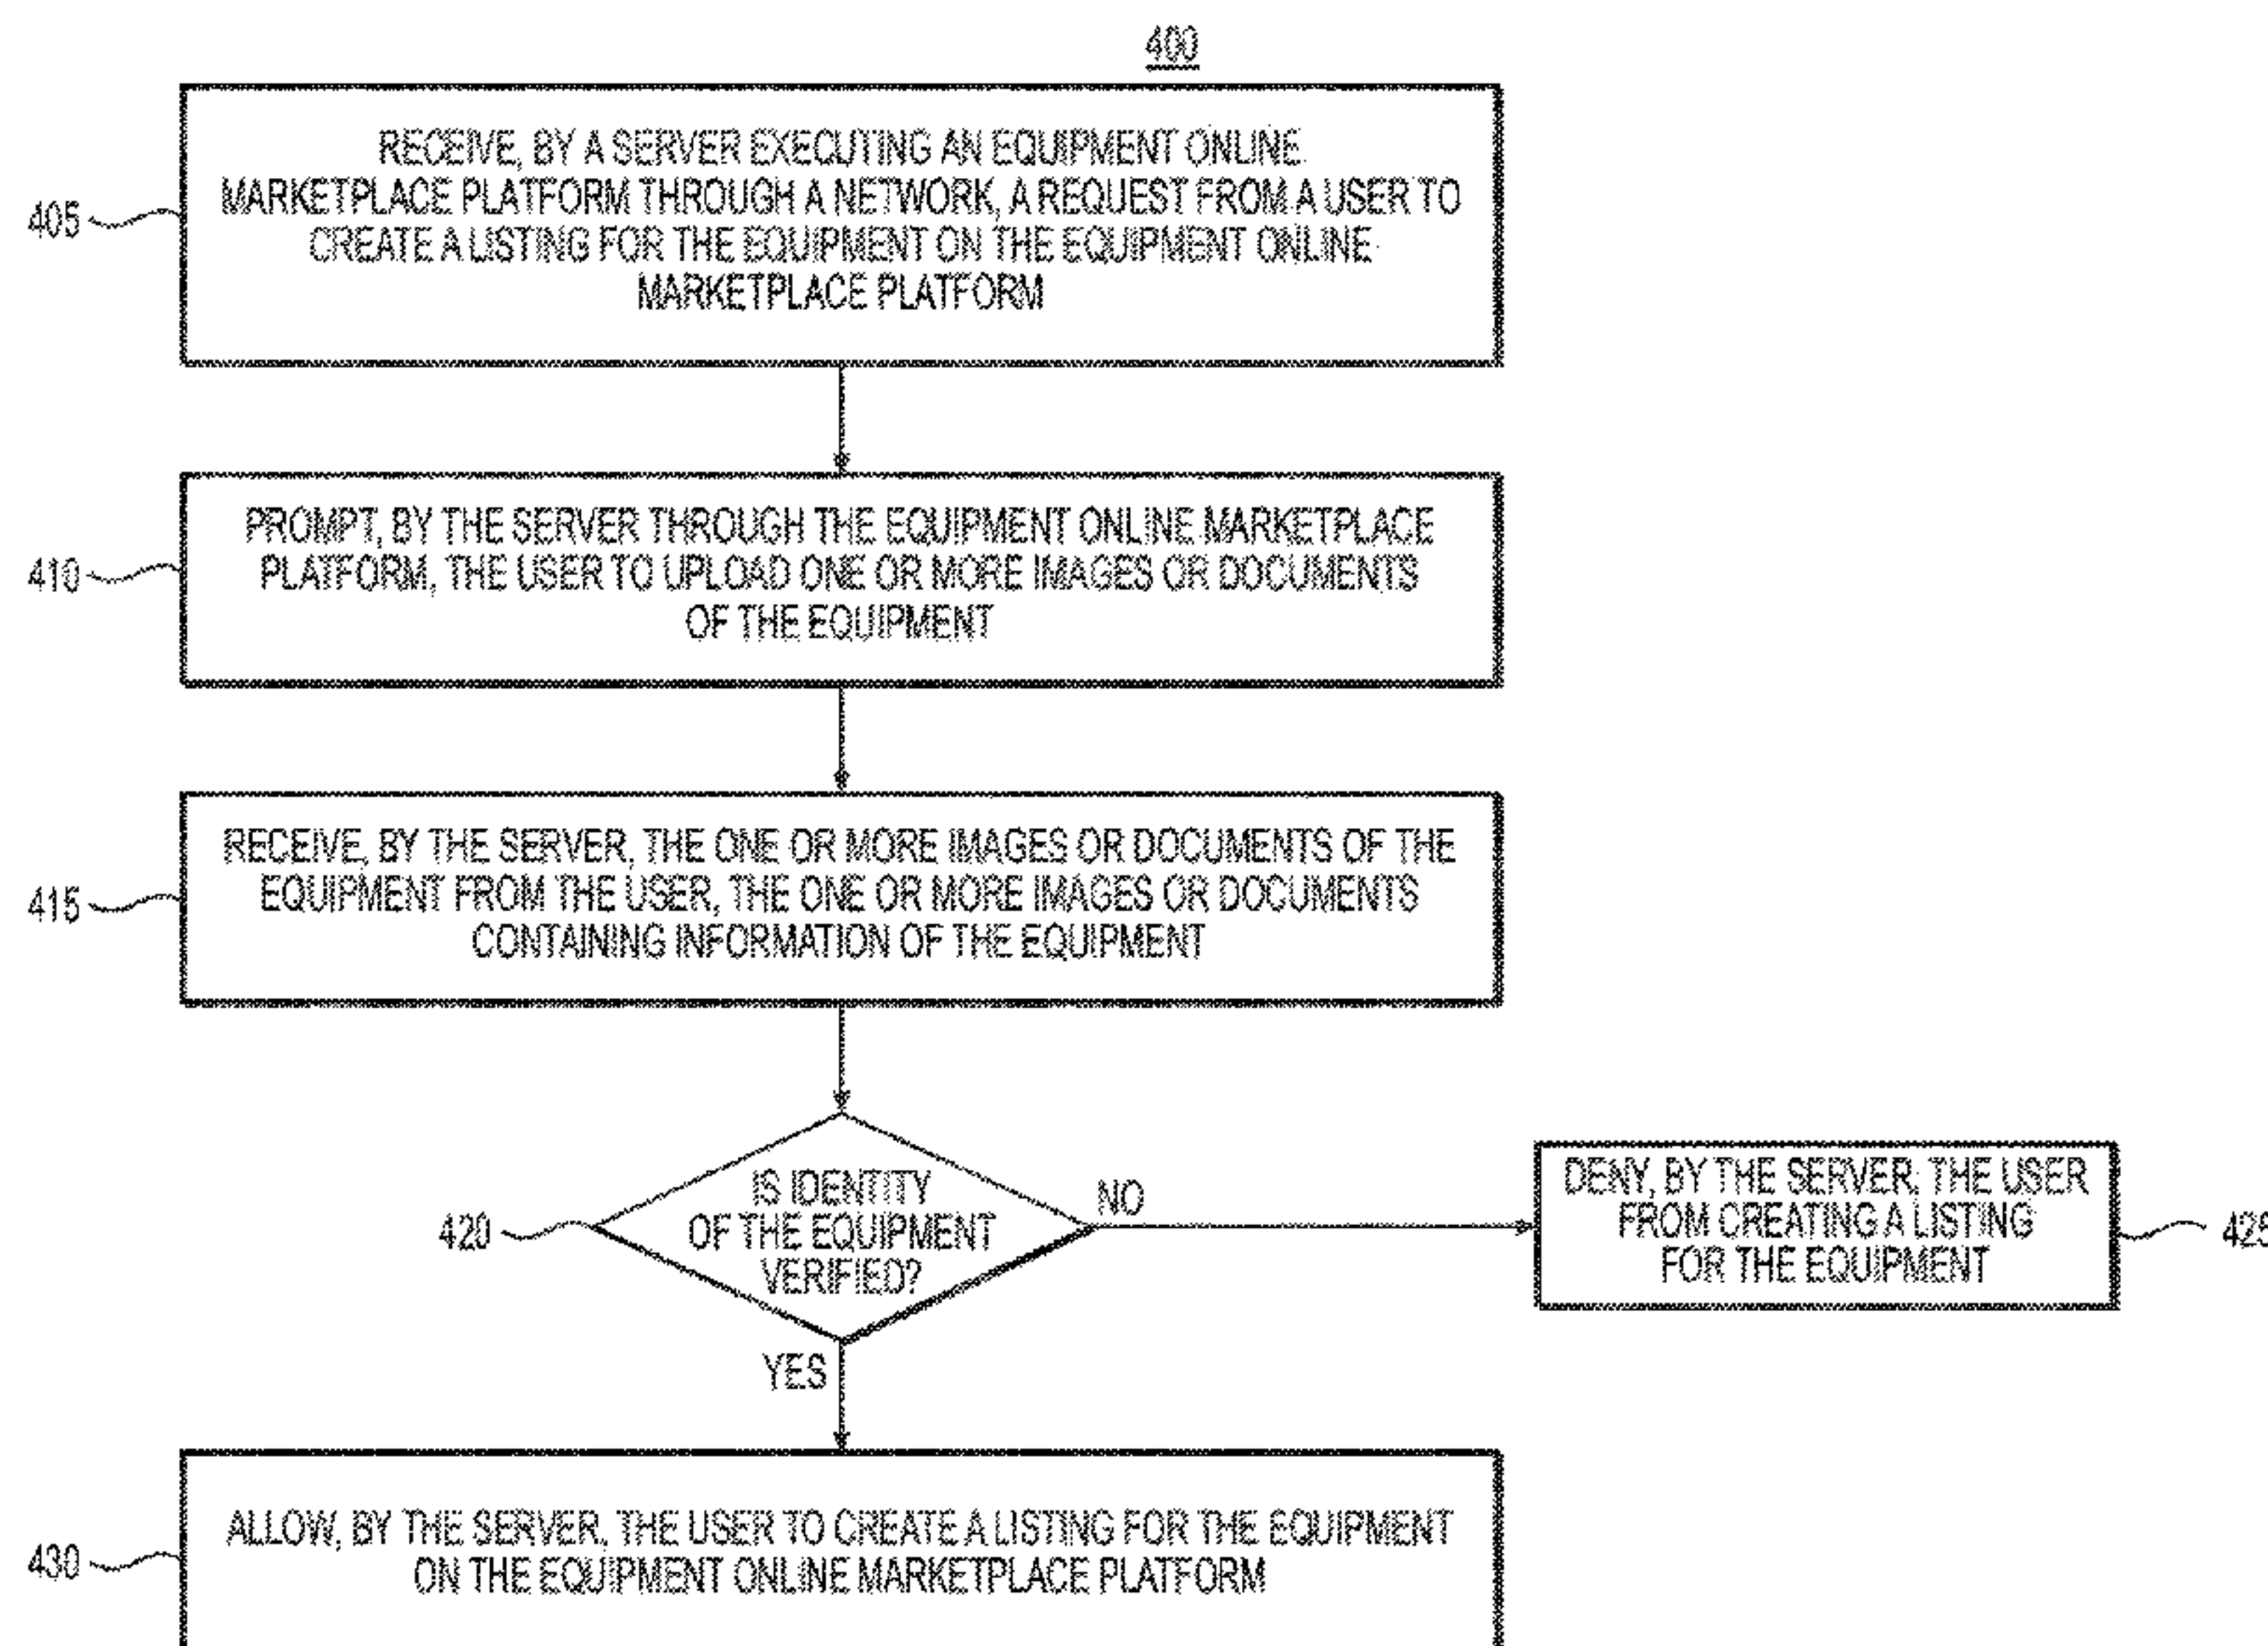 400
RECEIVE, BY A SERVER EXECUTING AN EQUIPMENT ONLINE
MARKETPLACE PLATFORM THROUGH A NETWORK, A REQUEST FROM A USER TO
CREATE A LISTING FOR THE EQUIPMENT ON THE EQUIPMENT ONLINE
MARKETPLACE PLATFORM
405
PROMPT, BY THE SERVER THROUGH THE EQUIPMENT ONLINE MARKETPLACE
PLATFORM, THE USER TO UPLOAD ONE OR MORE IMAGES OR DOCUMENTS
OF THE EQUIPMENT
410
RECEIVE, BY THE SERVER, THE ONE OR MORE IMAGES OR DOCUMENTS OF THE
EQUIPMENT FROM THE USER, THE ONE OR MORE IMAGES OR DOCUMENTS
CONTAINING INFORMATION OF THE EQUIPMENT
415
IS IDENTITY
OF THE EQUIPMENT
VERIFIED?
420
NO
DENY, BY THE SERVER, THE USER
FROM CREATING A LISTING
FOR THE EQUIPMENT
425
YES
ALLOW, BY THE SERVER, THE USER TO CREATE A LISTING FOR THE EQUIPMENT
ON THE EQUIPMENT ONLINE MARKETPLACE PLATFORM
430